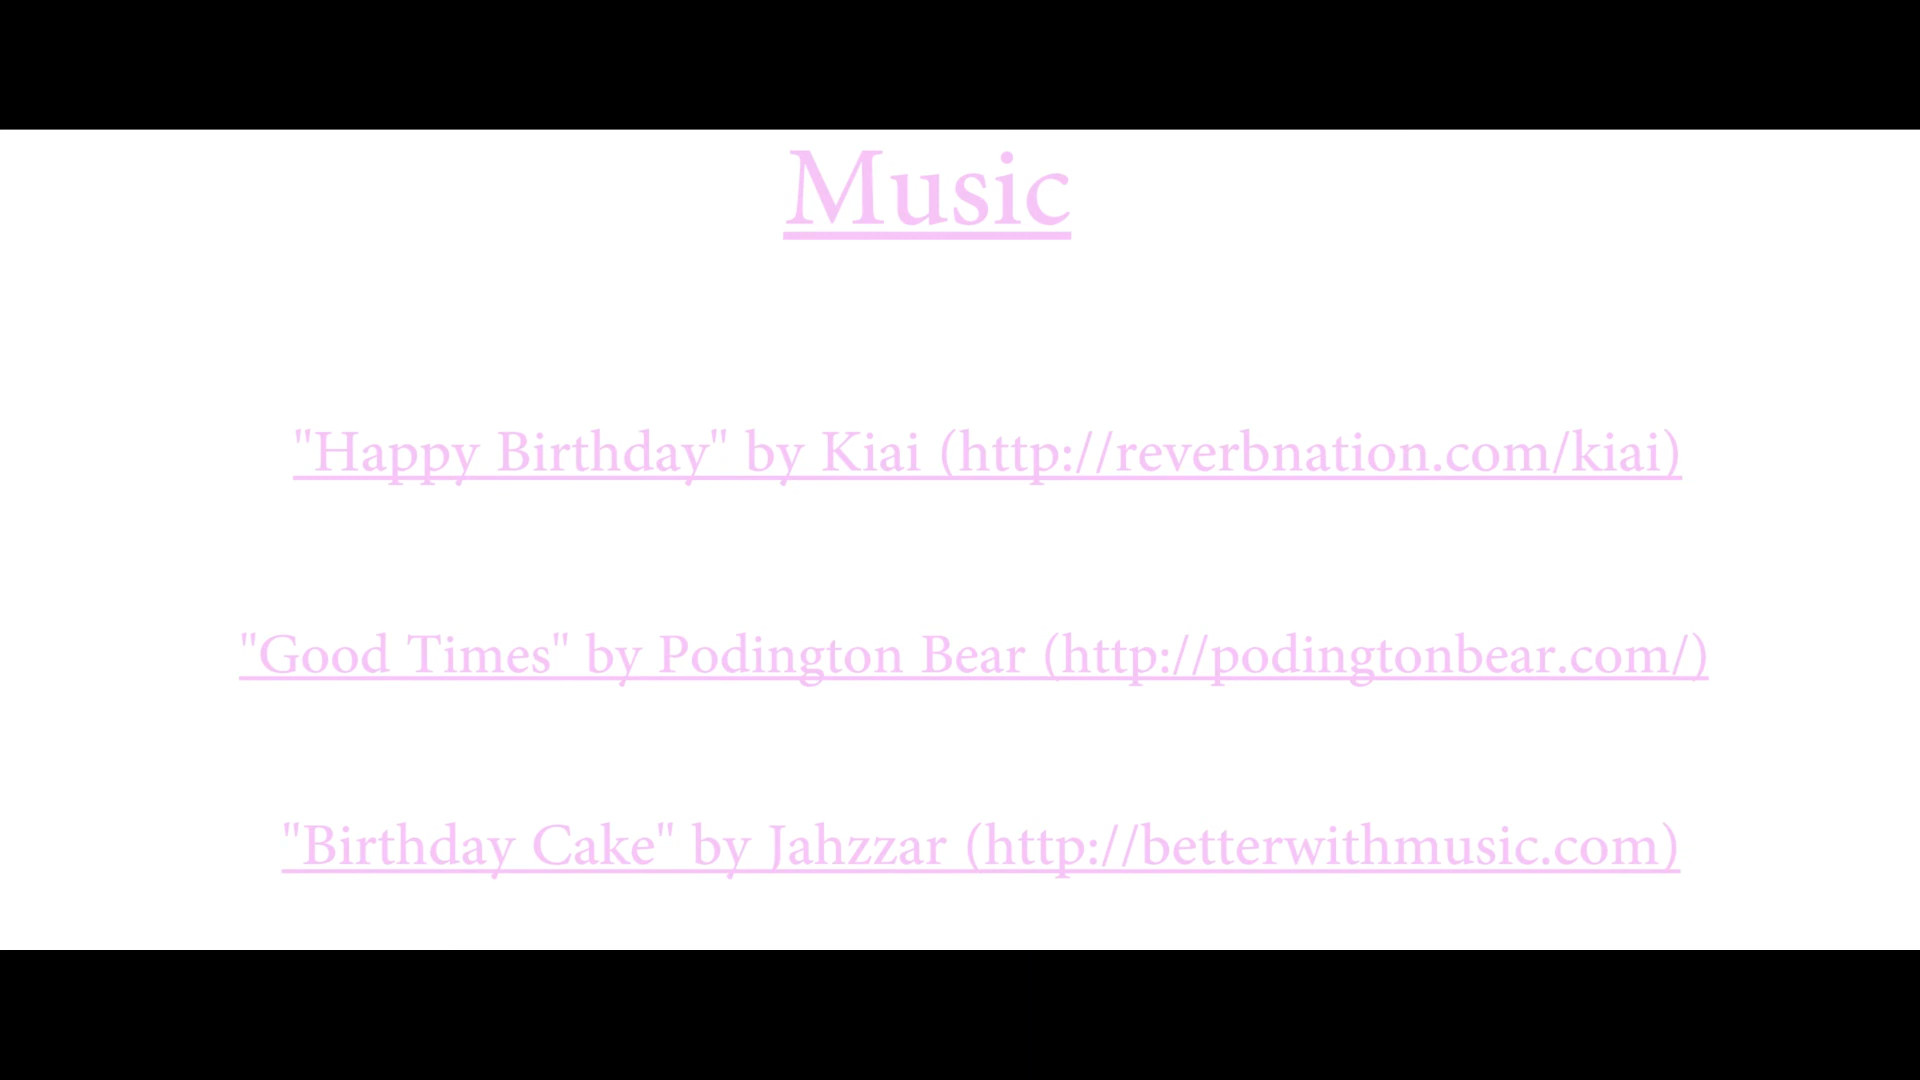 Music
"Happy Birthday" by Kiai (http://reverbnation.com/kiai)
"Good Times" by Podington Bear (http://podingtonbear.com/)
"Birthday Cake" by Jahzzar (http://betterwithmusic.com)